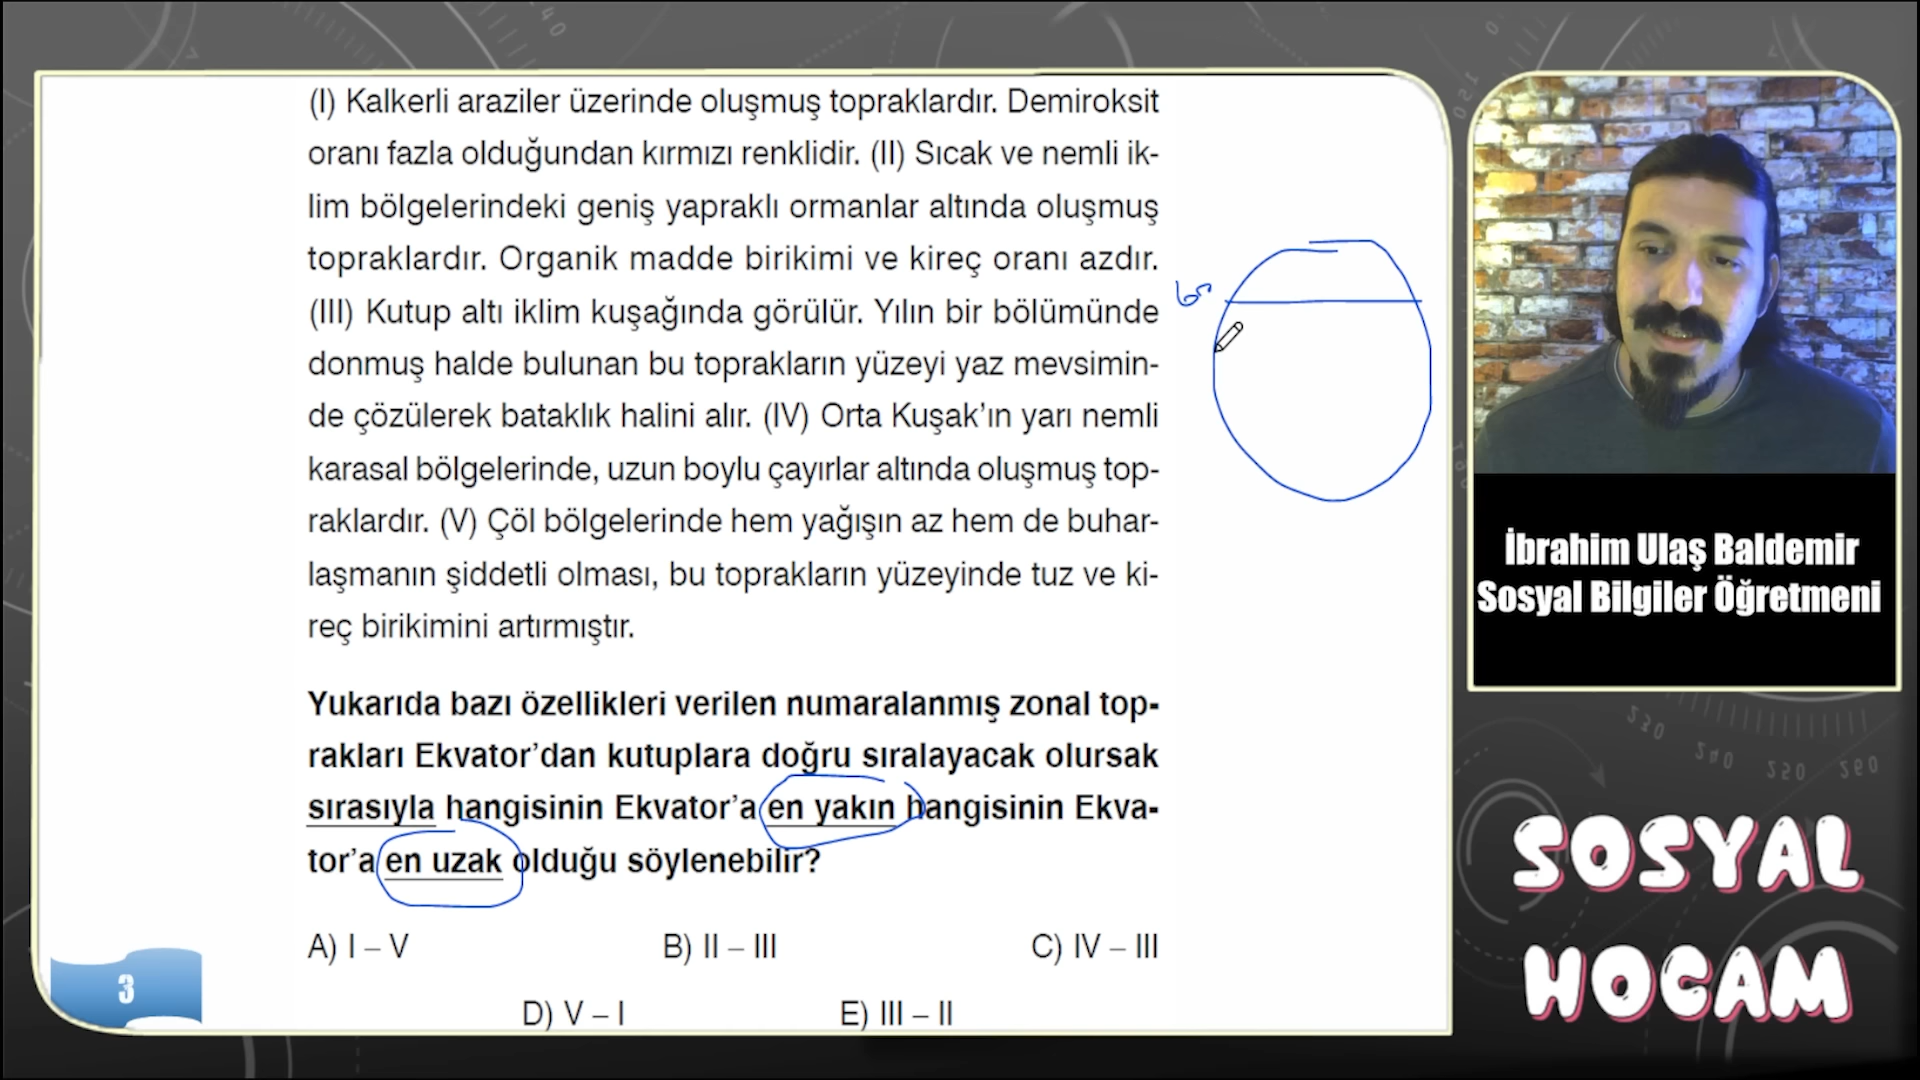 (I) Kalkerli araziler üzerinde oluşmuş topraklardır. Demiroksit
oranı fazla olduğundan kırmızı renklidir. (II) Sıcak ve nemli ik-
lim bölgelerindeki geniş yapraklı ormanlar altında oluşmuş
topraklardır. Organik madde birikimi ve kireç oranı azdır.
(III) Kutup altı iklim kuşağında görülür. Yılın bir bölümünde
donmuş halde bulunan bu toprakların yüzeyi yaz mevsimin-
de çözülerek bataklık halini alır. (IV) Orta Kuşak'ın yarı nemli
karasal bölgelerinde, uzun boylu çayırlar altında oluşmuş top-
raklardır. (V) Çöl bölgelerinde hem yağışın az hem de buhar-
laşmanın şiddetli olması, bu toprakların yüzeyinde tuz ve ki-
reç birikimini artırmıştır.
Yukarıda bazı özellikleri verilen numaralanmış zonal top-
rakları Ekvator'dan kutuplara doğru sıralayacak olursak
sırasıyla hangisinin Ekvator'a en yakın hangisinin Ekva-
tor'a en uzak olduğu söylenebilir?
A) I – V B) II – III C) IV – III
D) V – I E) III – II
3
İbrahim Ulaş Baldemir
Sosyal Bilgiler Öğretmeni
SOSYAL
HOCAM
230 240 250 260